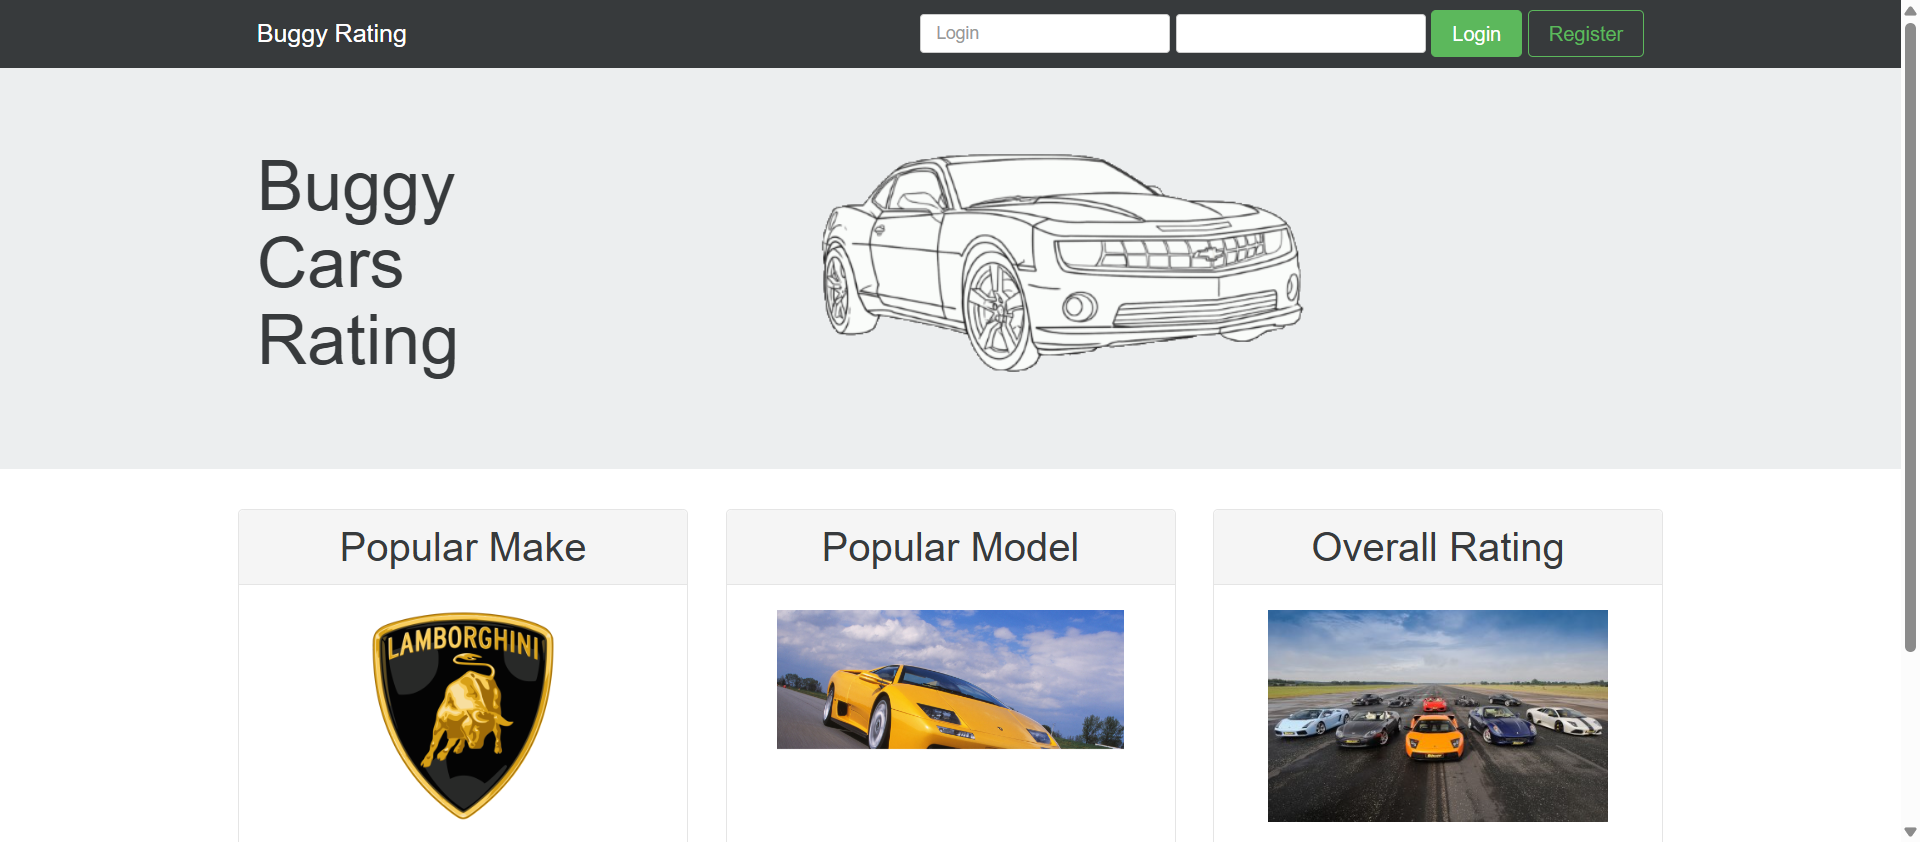 Buggy Rating
Login
Login
Register
Buggy
Cars
Rating
Popular Make
Popular Model
Overall Rating
LAMBORGHINI